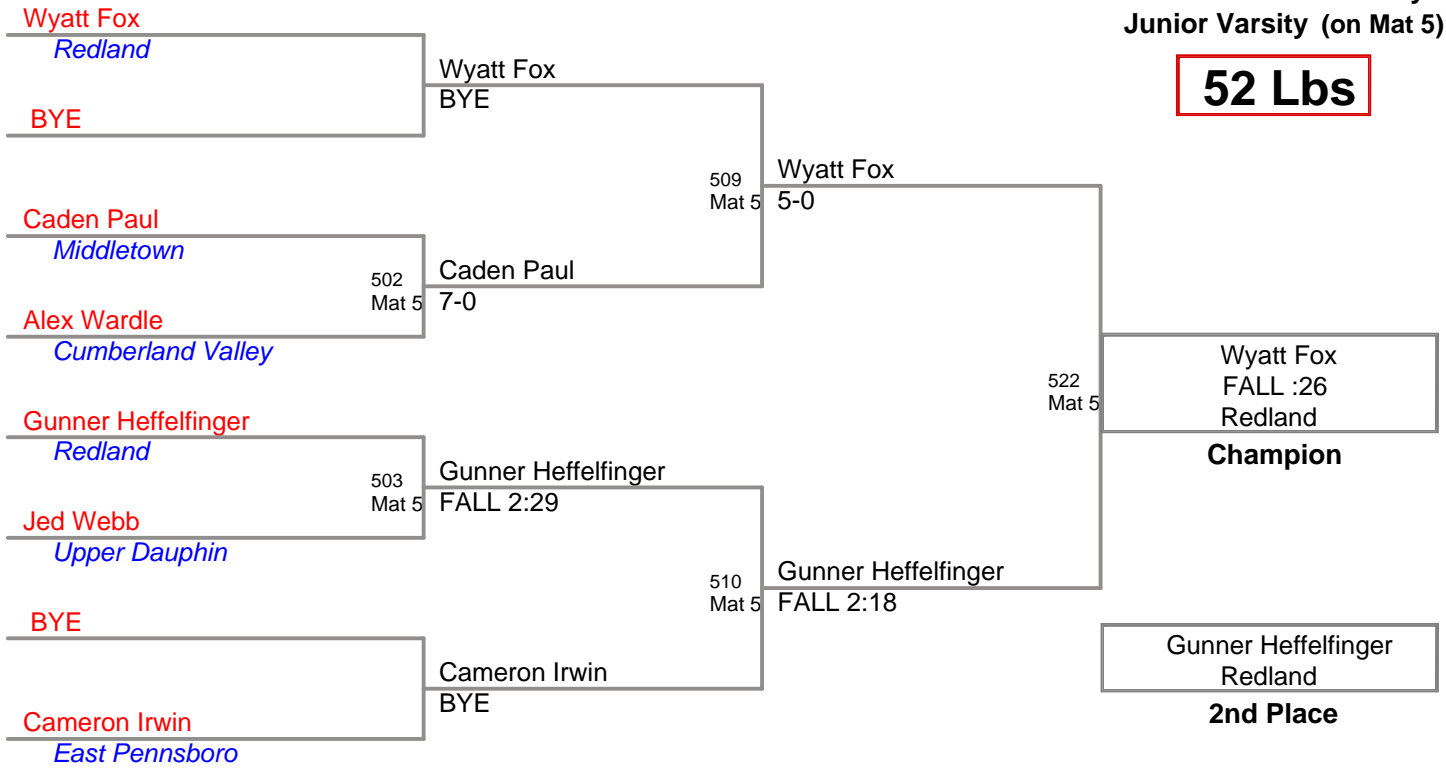 Junior Varsity (on Mat 5)
52 Lbs
Wyatt Fox
Redland
BYE
Wyatt Fox
BYE
Caden Paul
Middletown
Alex Wardle
Cumberland Valley
502
Mat 5
Caden Paul
7-0
509
Mat 5
Wyatt Fox
5-0
Gunner Heffelfinger
Redland
Jed Webb
Upper Dauphin
503
Mat 5
Gunner Heffelfinger
FALL 2:29
BYE
Cameron Irwin
East Pennsboro
Cameron Irwin
BYE
510
Mat 5
Gunner Heffelfinger
FALL 2:18
522
Mat 5
Wyatt Fox
FALL :26
Redland
Champion
Gunner Heffelfinger
Redland
2nd Place